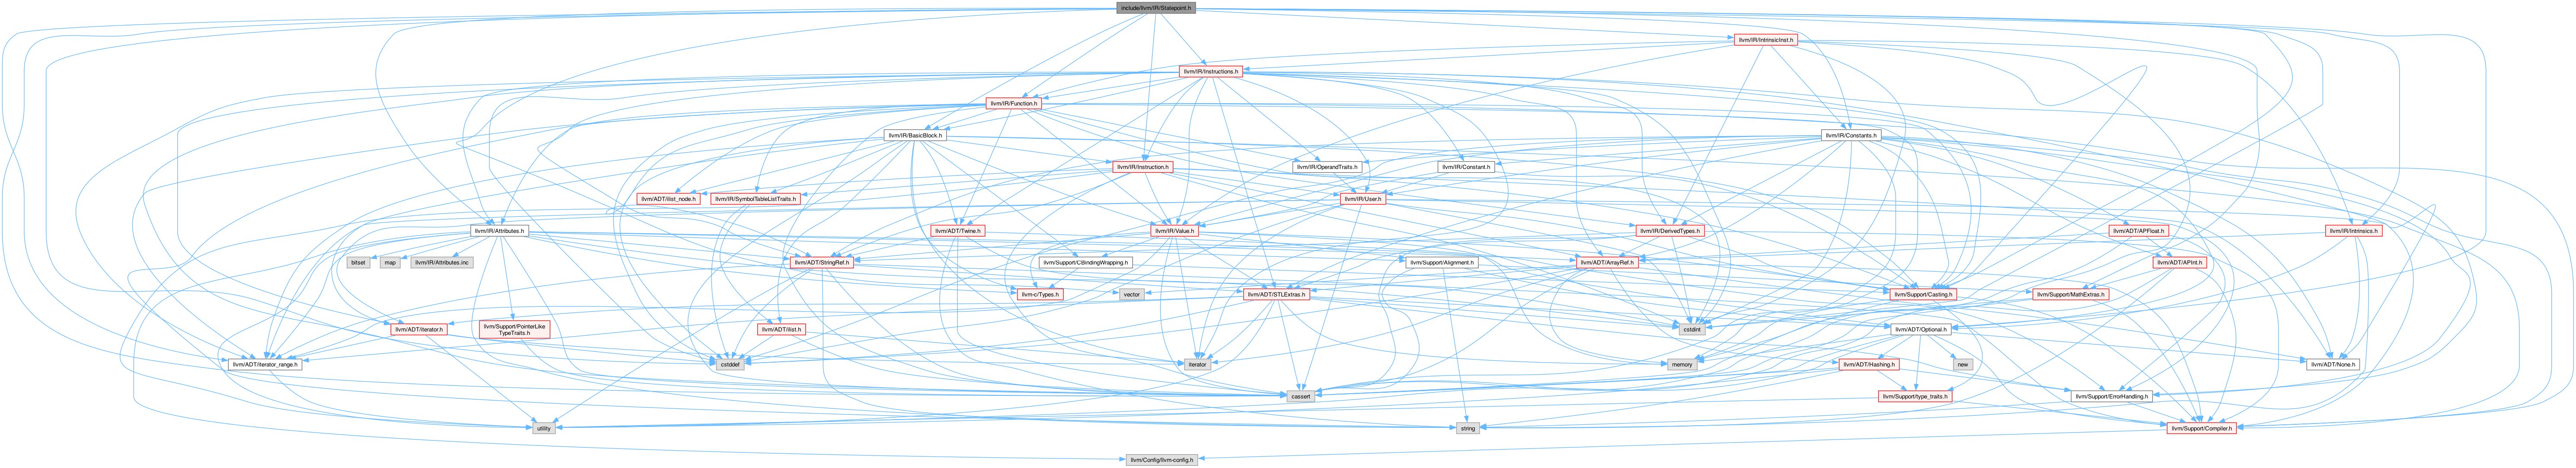 include/llvm/IR/Statepoint.h
llvm/IR/IntrinsicInst.h
llvm/IR/Instructions.h
llvm/IR/Function.h
llvm/IR/BasicBlock.h
llvm/IR/Constants.h
llvm/IR/Instruction.h
llvm/IR/OperandTraits.h
llvm/IR/Constant.h
llvm/ADT/ilist_node.h
llvm/IR/SymbolTableListTraits.h
llvm/IR/User.h
llvm/IR/Attributes.h
llvm/ADT/Twine.h
llvm/IR/Value.h
llvm/IR/DerivedTypes.h
llvm/ADT/APFloat.h
llvm/IR/Intrinsics.h
bitset
map
llvm/IR/Attributes.inc
llvm/ADT/StringRef.h
llvm/Support/CBindingWrapping.h
llvm/Support/Alignment.h
llvm/ADT/ArrayRef.h
llvm/ADT/APInt.h
llvm-c/Types.h
vector
llvm/ADT/STLExtras.h
llvm/Support/Casting.h
llvm/Support/MathExtras.h
llvm/ADT/iterator.h
llvm/Support/PointerLike
TypeTraits.h
llvm/ADT/ilist.h
cstdint
llvm/ADT/Optional.h
llvm/ADT/iterator_range.h
cstddef
iterator
memory
llvm/ADT/Hashing.h
new
llvm/ADT/None.h
cassert
llvm/Support/type_traits.h
llvm/Support/ErrorHandling.h
utility
string
llvm/Support/Compiler.h
llvm/Config/llvm-config.h